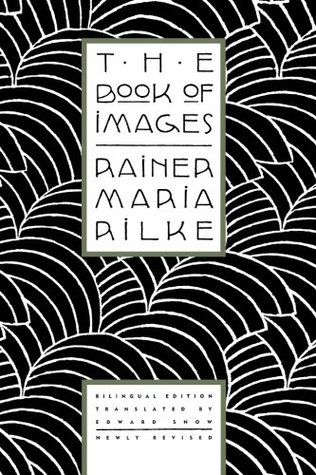 T·H·E
BOOK OF
IMAGES
RAINER
MARIA
RILKE
BILINGUAL EDITION
TRANSLATED BY
EDWARD SNOW
NEWLY REVISED